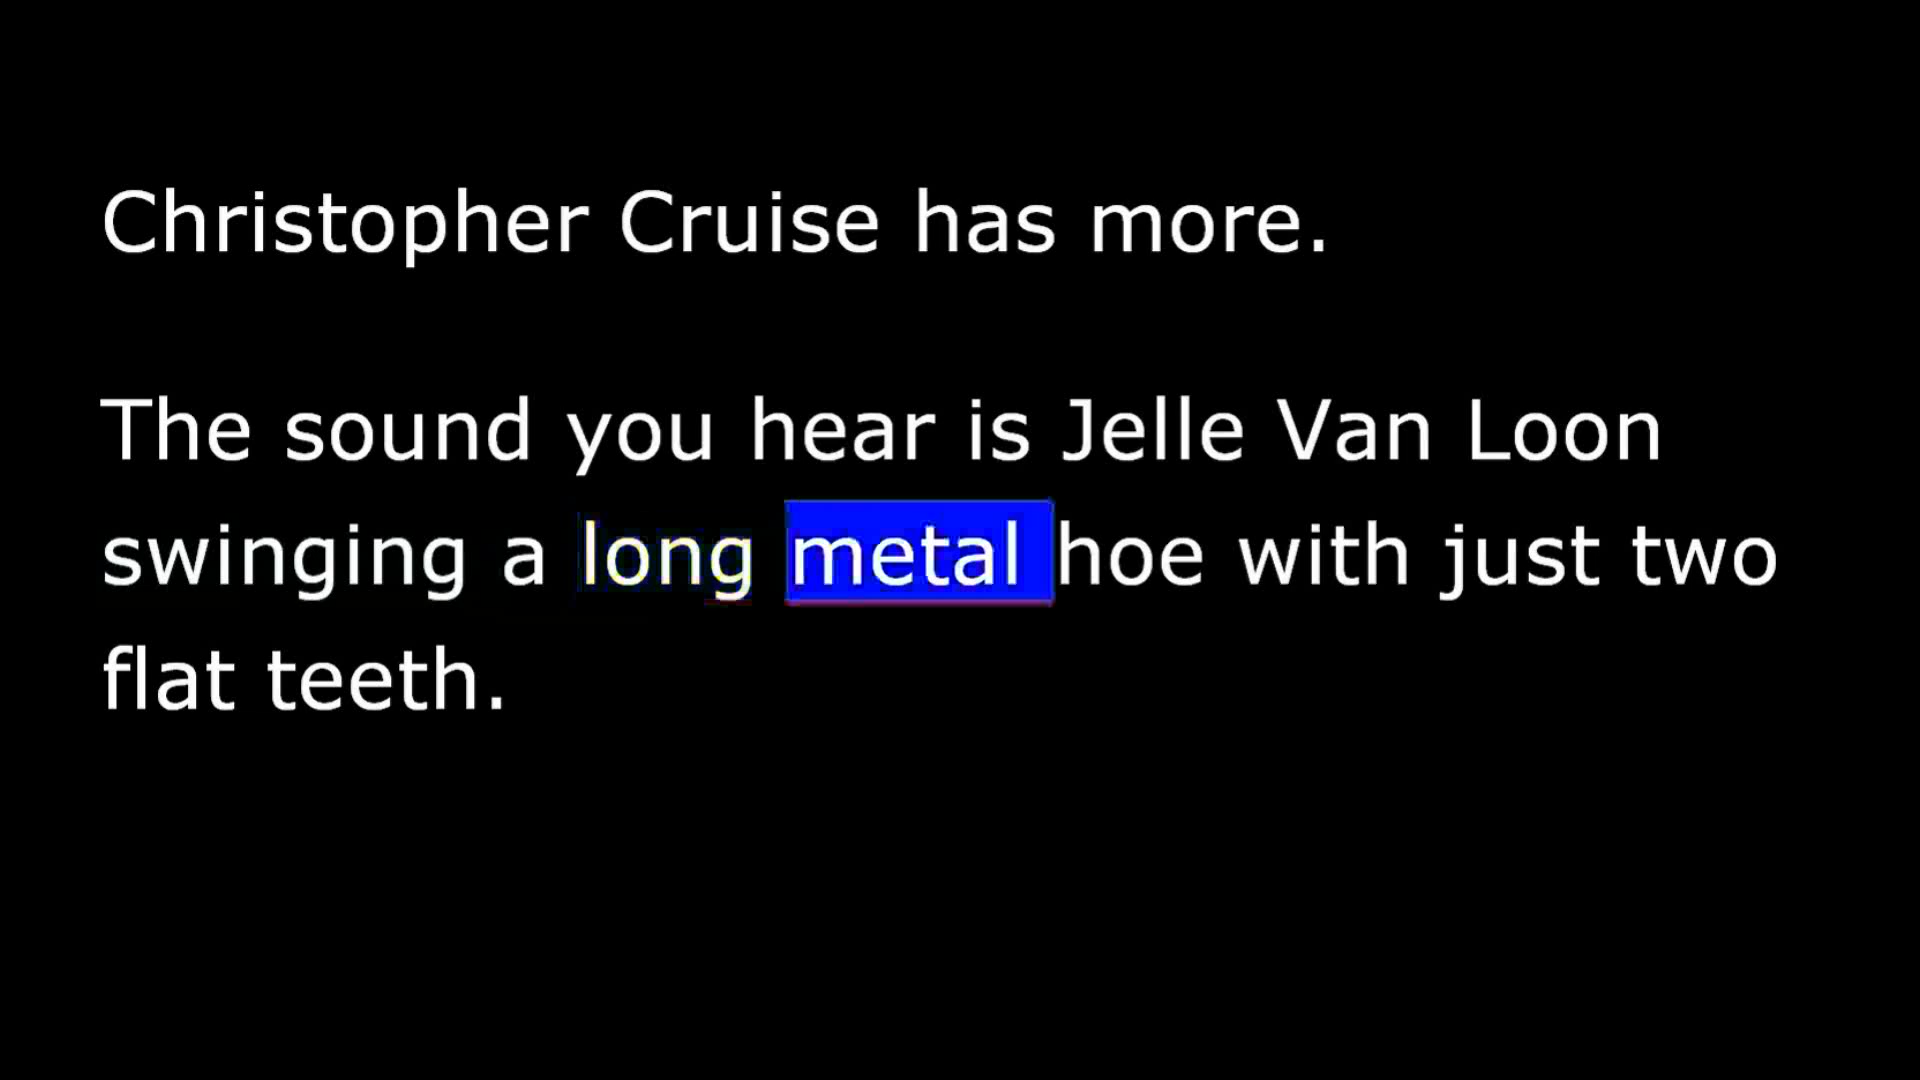 Christopher Cruise has more.
The sound you hear is Jelle Van Loon
swinging a long metal hoe with just two
flat teeth.